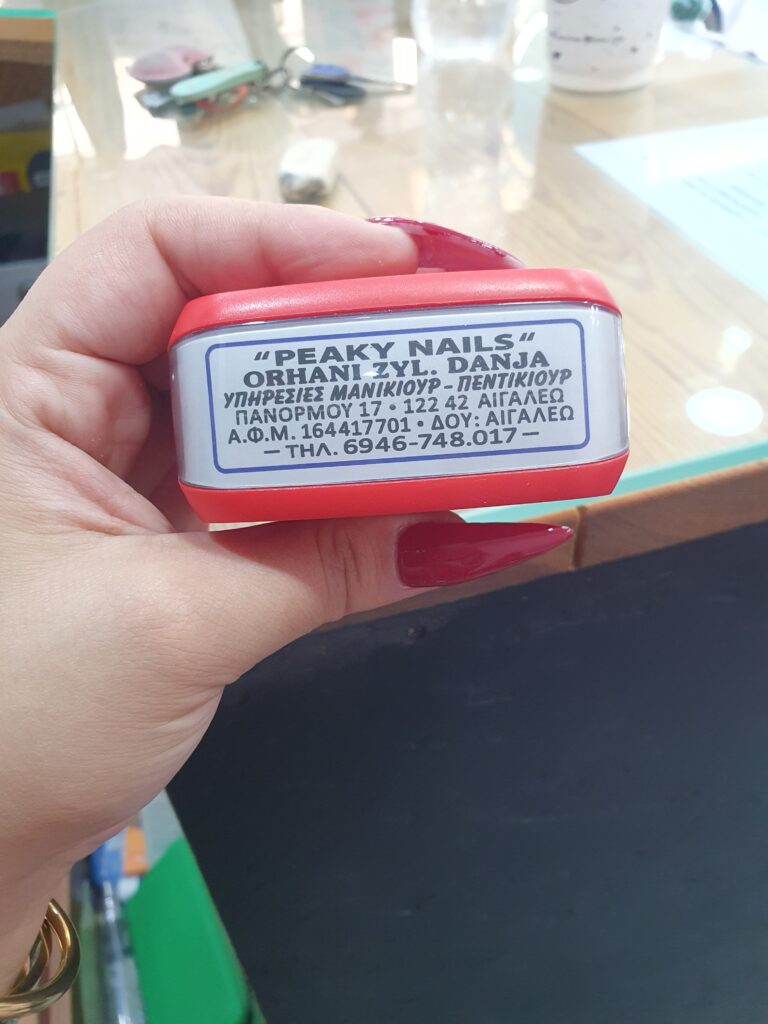 “PEAKY NAILS“
ORHANI ZYL. DANJA
ΥΠΗΡΕΣΙΕΣ ΜΑΝΙΚΙΟΥΡ – ΠΕΝΤΙΚΙΟΥΡ
ΠΑΝΟΡΜΟΥ 17 • 122 42 ΑΙΓΑΛΕΩ
Α.Φ.Μ. 164417701 • ΔΟΥ: ΑΙΓΑΛΕΩ
– ΤΗΛ. 6946-748.017 –